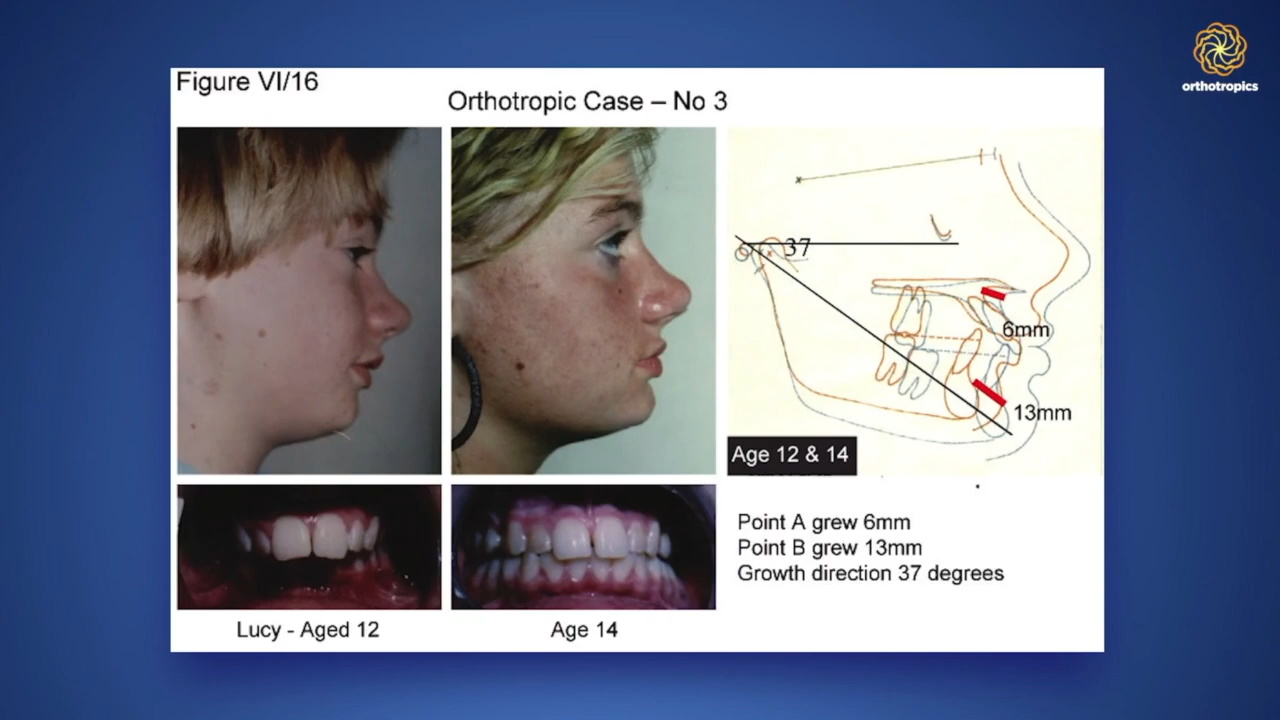 orthotropics
Figure VI/16
Orthotropic Case – No 3
37
6mm
13mm
Age 12 & 14
Point A grew 6mm
Point B grew 13mm
Growth direction 37 degrees
Lucy - Aged 12
Age 14